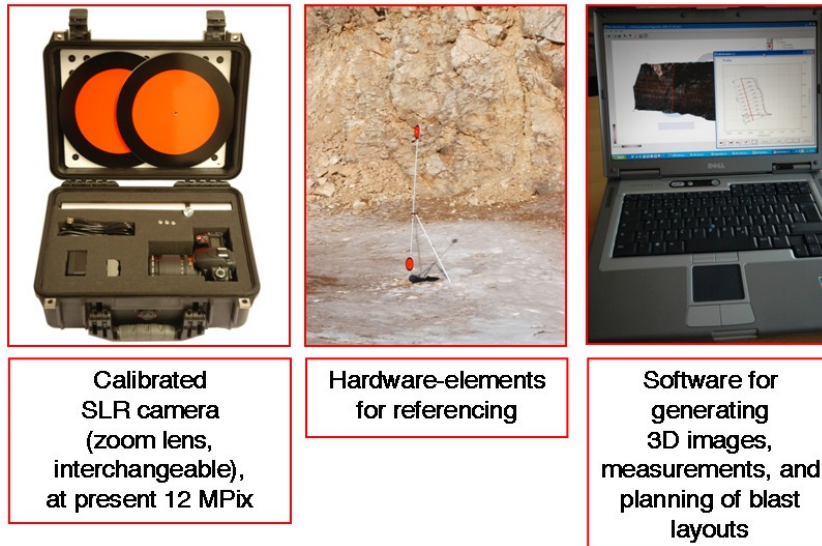 DELL
Calibrated
SLR camera
(zoom lens,
interchangeable),
at present 12 MPix
Hardware-elements
for referencing
Software for
generating
3D images,
measurements, and
planning of blast
layouts